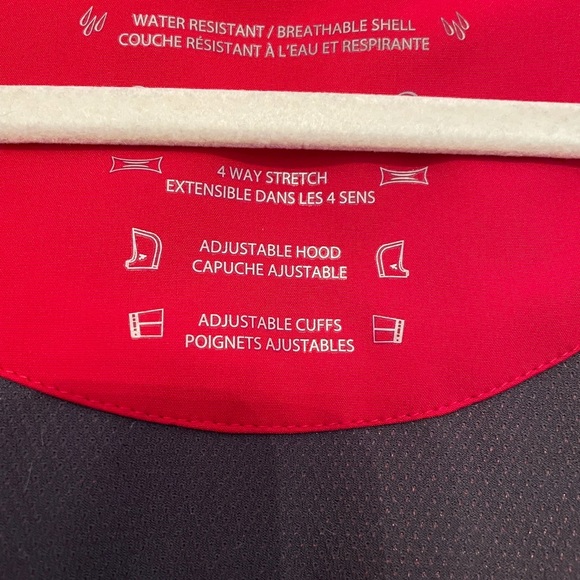 WATER RESISTANT / BREATHABLE SHELL
COUCHE RÉSISTANT À L'EAU ET RESPIRANTE
4 WAY STRETCH
EXTENSIBLE DANS LES 4 SENS
ADJUSTABLE HOOD
CAPUCHE AJUSTABLE
ADJUSTABLE CUFFS
POIGNETS AJUSTABLES